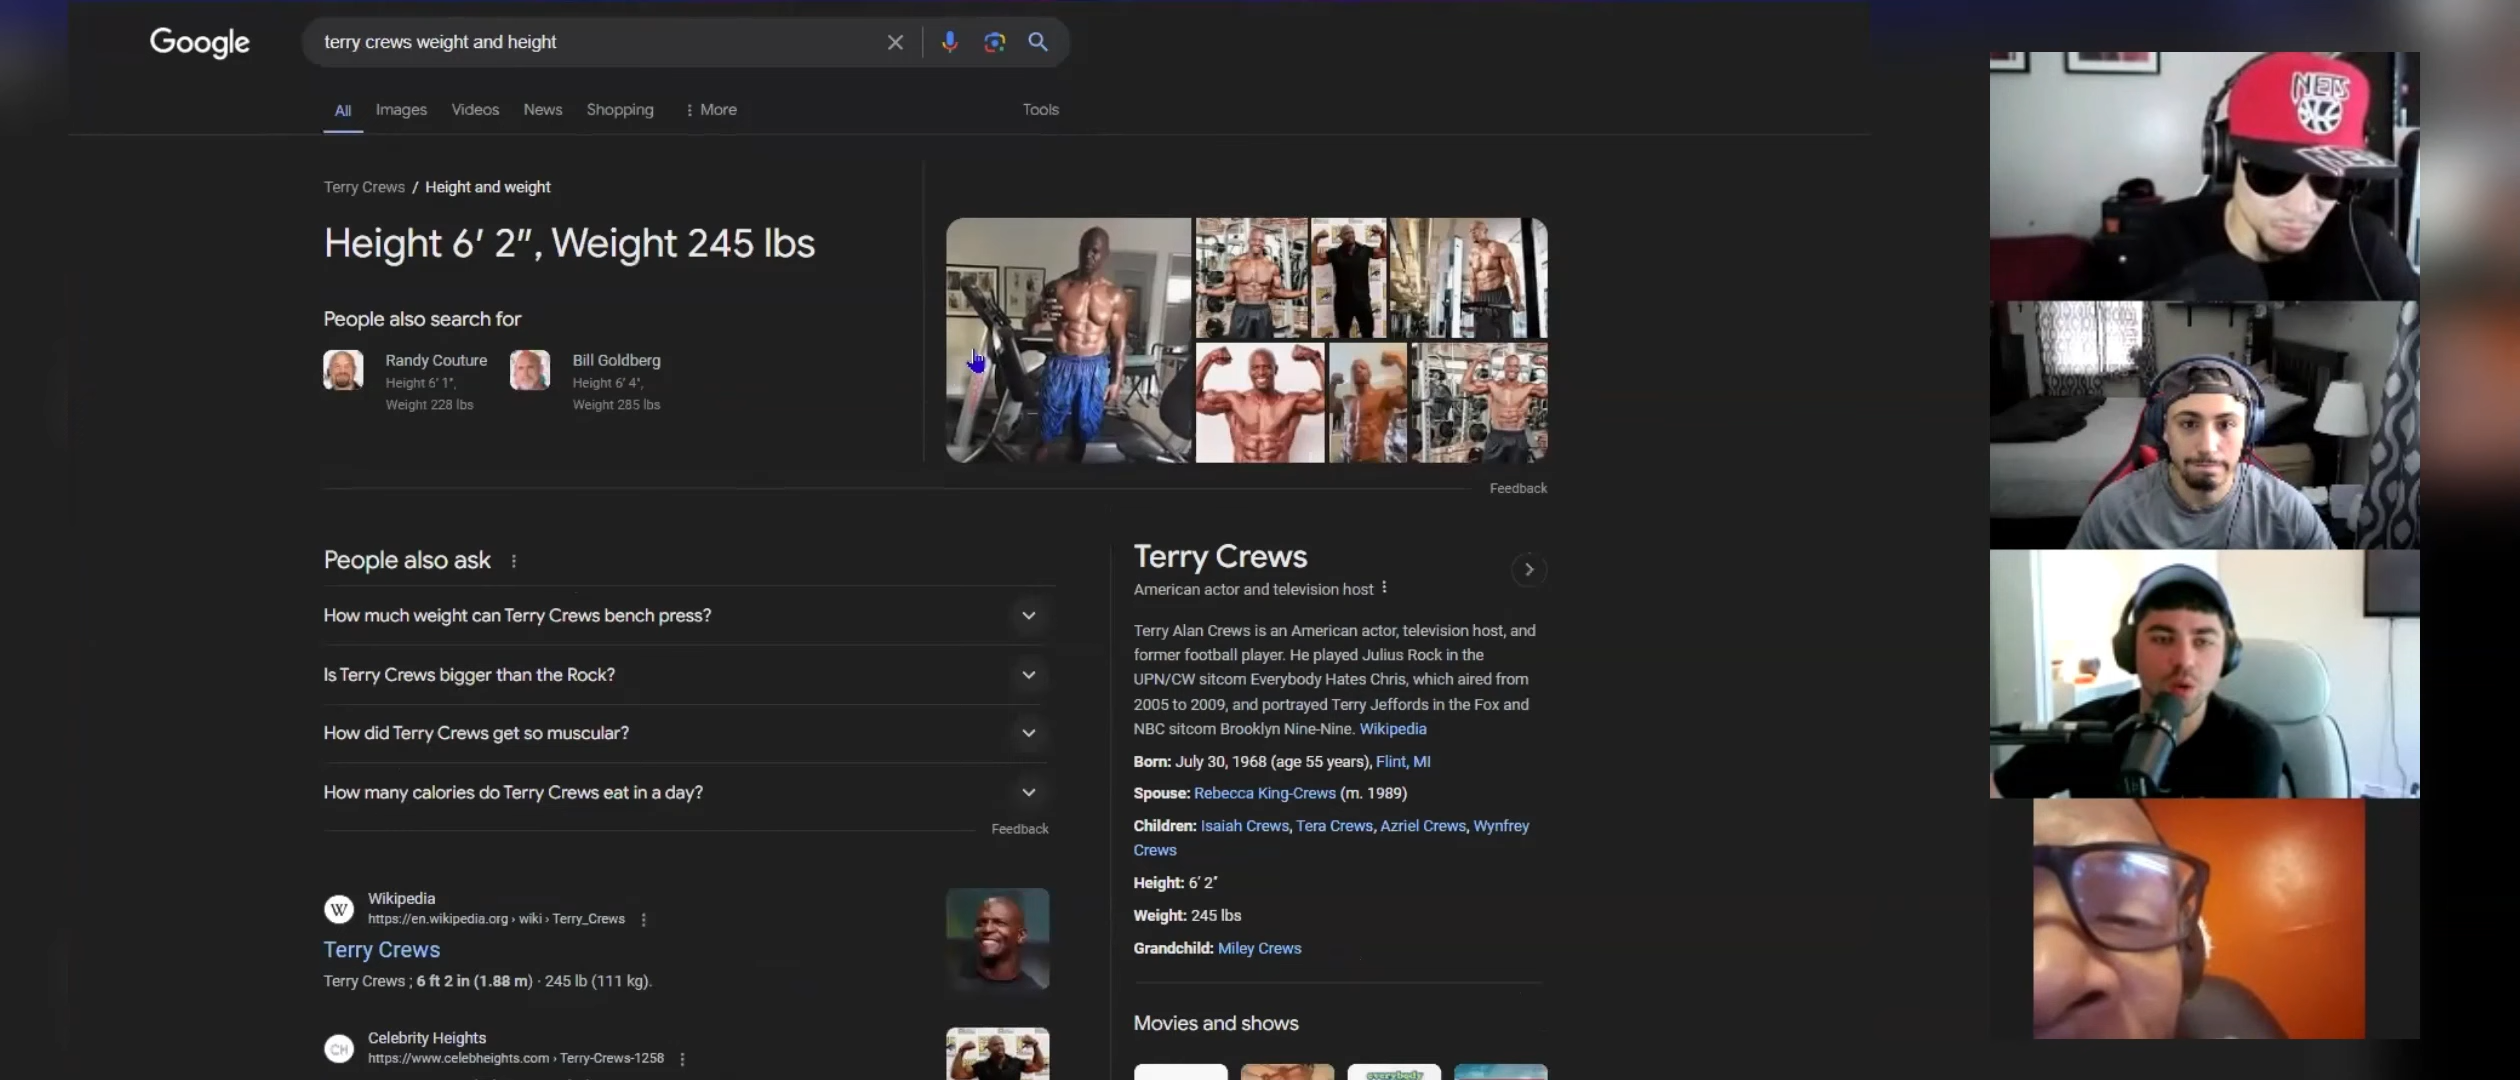 Google
terry crews weight and height
All Images Videos News Shopping More
Tools
Terry Crews / Height and weight
Height 6′ 2″, Weight 245 lbs
People also search for
Randy Couture
Height 6′ 1″,
Weight 228 lbs
Bill Goldberg
Height 6′ 4″,
Weight 285 lbs
Feedback
People also ask
How much weight can Terry Crews bench press?
Is Terry Crews bigger than the Rock?
How did Terry Crews get so muscular?
How many calories do Terry Crews eat in a day?
Feedback
W
Wikipedia
https://en.wikipedia.org › wiki › Terry_Crews
Terry Crews
Terry Crews ; 6 ft 2 in (1.88 m) · 245 lb (111 kg).
CH
Celebrity Heights
https://www.celebheights.com › Terry-Crews-1258
Terry Crews
American actor and television host
Terry Alan Crews is an American actor, television host, and
former football player. He played Julius Rock in the
UPN/CW sitcom Everybody Hates Chris, which aired from
2005 to 2009, and portrayed Terry Jeffords in the Fox and
NBC sitcom Brooklyn Nine-Nine. Wikipedia
Born: July 30, 1968 (age 55 years), Flint, MI
Spouse: Rebecca King-Crews (m. 1989)
Children: Isaiah Crews, Tera Crews, Azriel Crews, Wynfrey
Crews
Height: 6′ 2″
Weight: 245 lbs
Grandchild: Miley Crews
Movies and shows
everybody
NETS